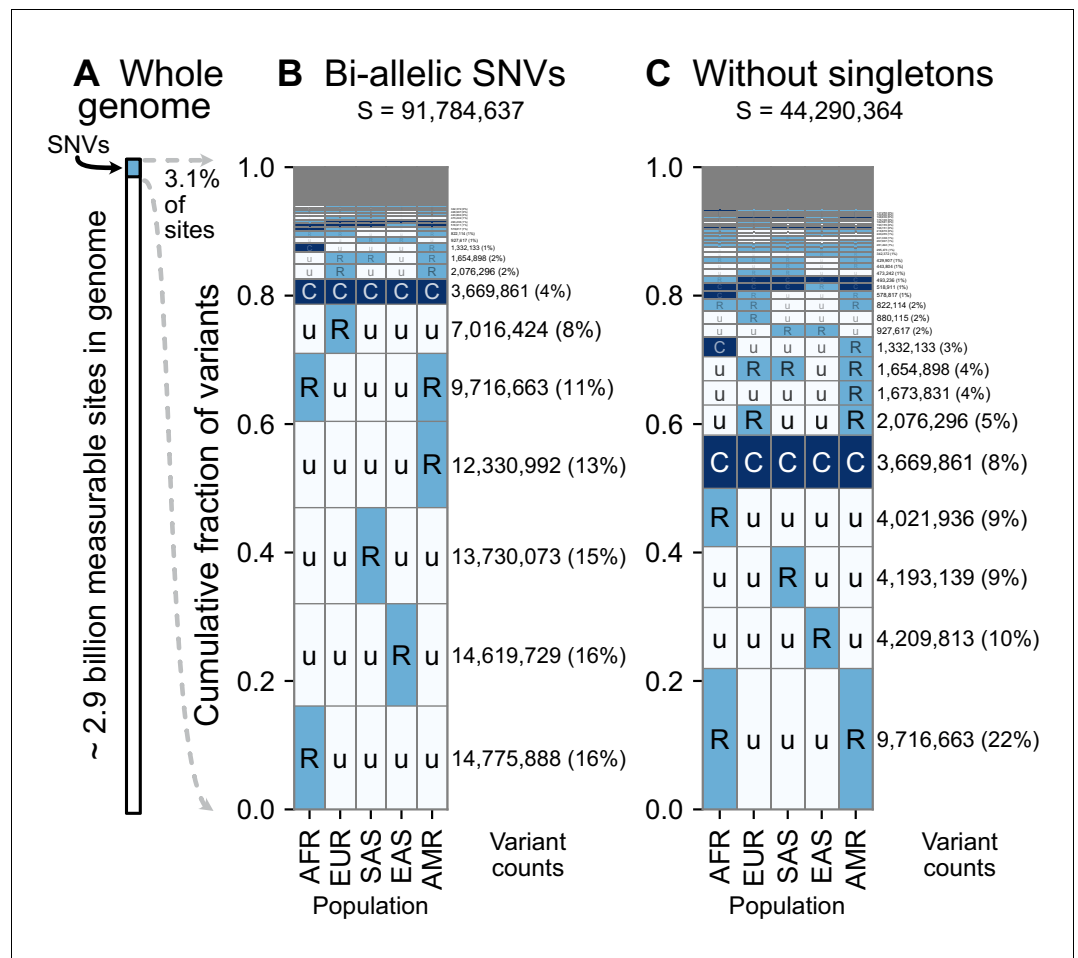 A Whole genome
SNVs
3.1%
of
sites
~ 2.9 billion measurable sites in genome
B Bi-allelic SNVs
S = 91,784,637
Cumulative fraction of variants
1.0
0.8
0.6
0.4
0.2
0.0
1,332,133 (1%)
u R R u R 1,654,898 (2%)
u R u u R 2,076,296 (2%)
C C C C C 3,669,861 (4%)
u R u u u 7,016,424 (8%)
R u u u R 9,716,663 (11%)
u u u u R 12,330,992 (13%)
u u R u u 13,730,073 (15%)
u u u R u 14,619,729 (16%)
R u u u u 14,775,888 (16%)
AFR
EUR
SAS
EAS
AMR
Population
Variant
counts
C Without singletons
S = 44,290,364
1.0
0.8
0.6
0.4
0.2
0.0
578,817 (1%)
R R u u R 822,114 (2%)
u R u u u 880,115 (2%)
u u R R u 927,617 (2%)
C u u u R 1,332,133 (3%)
u R R u R 1,654,898 (4%)
u u u u R 1,673,831 (4%)
u R u u R 2,076,296 (5%)
C C C C C 3,669,861 (8%)
R u u u u 4,021,936 (9%)
u u R u u 4,193,139 (9%)
u u u R u 4,209,813 (10%)
R u u u R 9,716,663 (22%)
AFR
EUR
SAS
EAS
AMR
Population
Variant
counts